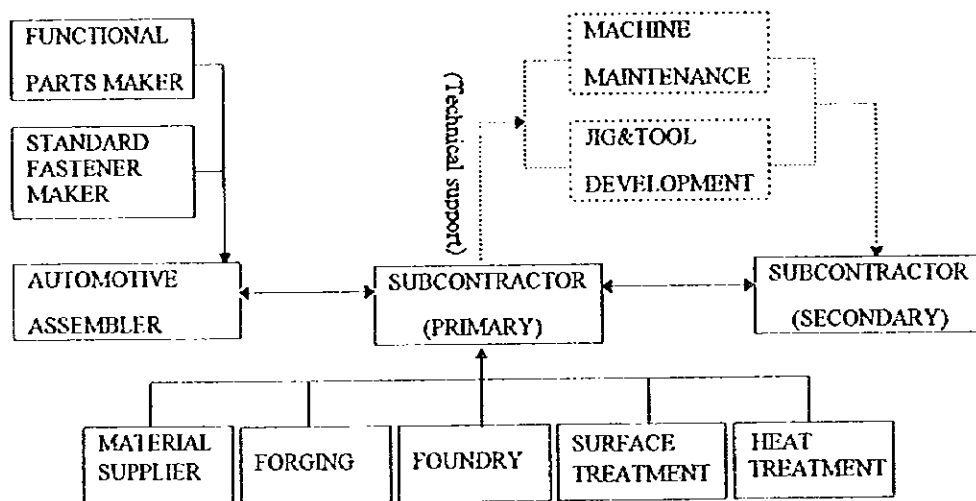 FUNCTIONAL
PARTS MAKER
STANDARD
FASTENER
MAKER
AUTOMOTIVE
ASSEMBLER
(Technical support)
MACHINE
MAINTENANCE
JIG&TOOL
DEVELOPMENT
SUBCONTRACTOR
(PRIMARY)
SUBCONTRACTOR
(SECONDARY)
MATERIAL
SUPPLIER
FORGING
FOUNDRY
SURFACE
TREATMENT
HEAT
TREATMENT